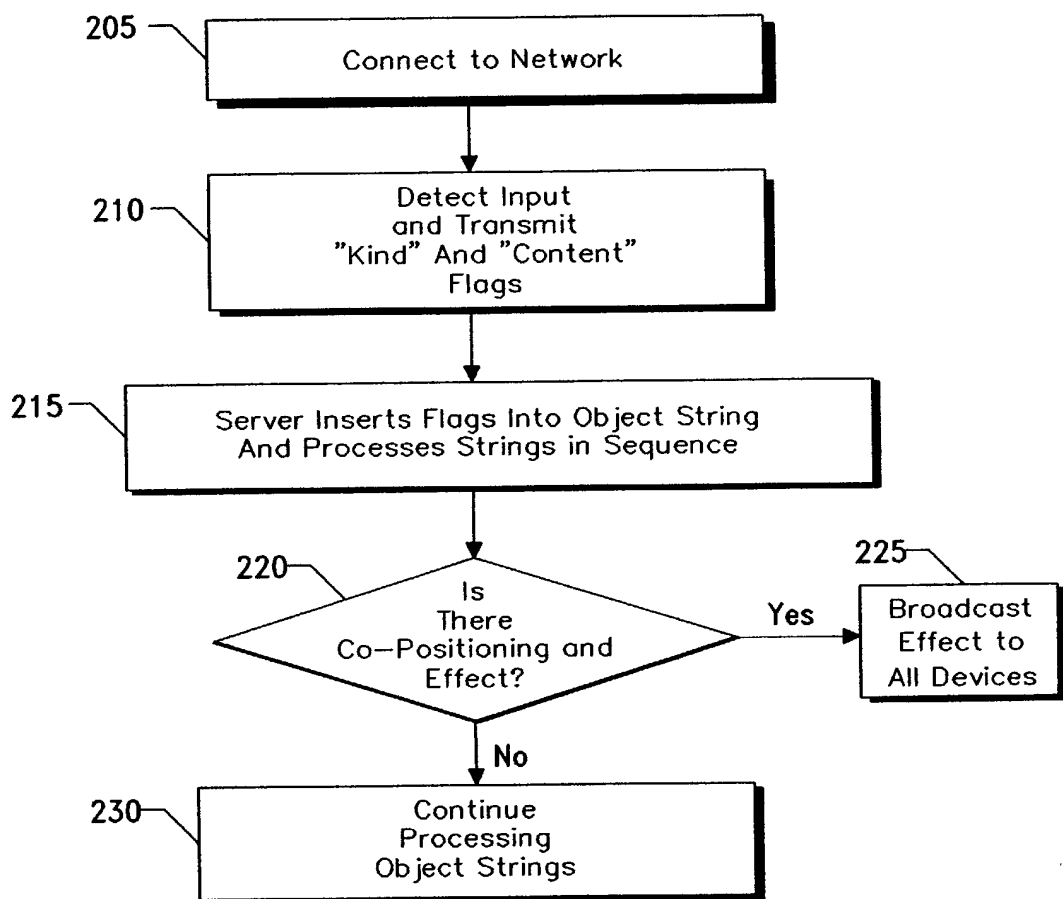 205
Connect to Network
210
Detect Input
and Transmit
"Kind" And "Content"
Flags
215
Server Inserts Flags Into Object String
And Processes Strings in Sequence
220
Is
There
Co-Positioning and
Effect?
Yes
225
Broadcast
Effect to
All Devices
No
230
Continue
Processing
Object Strings